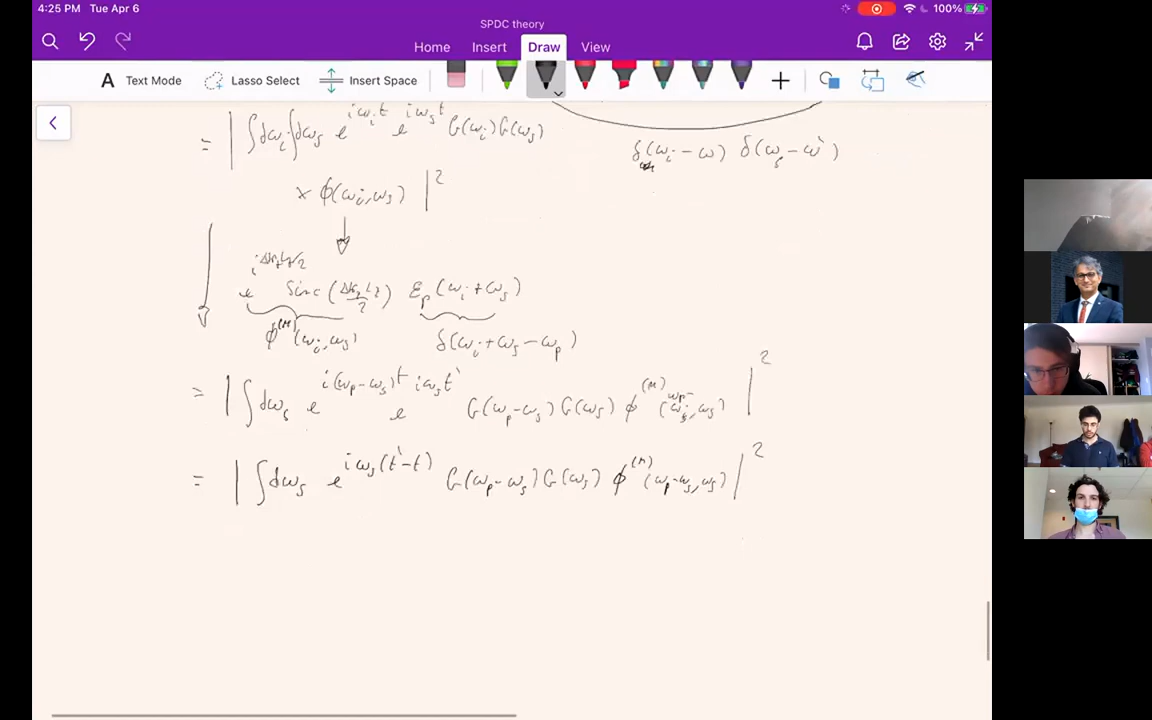 4:25 PM Tue Apr 6
100%
SPDC theory
Home Insert Draw View
Text Mode Lasso Select Insert Space
= | ∫dω_i ∫dω_s e^{iω_i t} e^{iω_s t} G(ω_i) G(ω_s)
δ(ω_i − ω) δ(ω_s − ω`)
× ϕ(ω_i, ω_s) |²
e^{iΔk_z L_z/2} Sinc(Δk_z L_z/2) ε_p(ω_i + ω_s)
ϕ^{(M)}(ω_i, ω_s) δ(ω_i + ω_s − ω_p)
= | ∫dω_s e^{i(ω_p−ω_s)t} e^{iω_s t`} G(ω_p−ω_s) G(ω_s) ϕ^{(M)}(ω_p−ω_s, ω_s) |²
= | ∫dω_s e^{iω_s(t`−t)} G(ω_p−ω_s) G(ω_s) ϕ^{(M)}(ω_p−ω_s, ω_s) |²